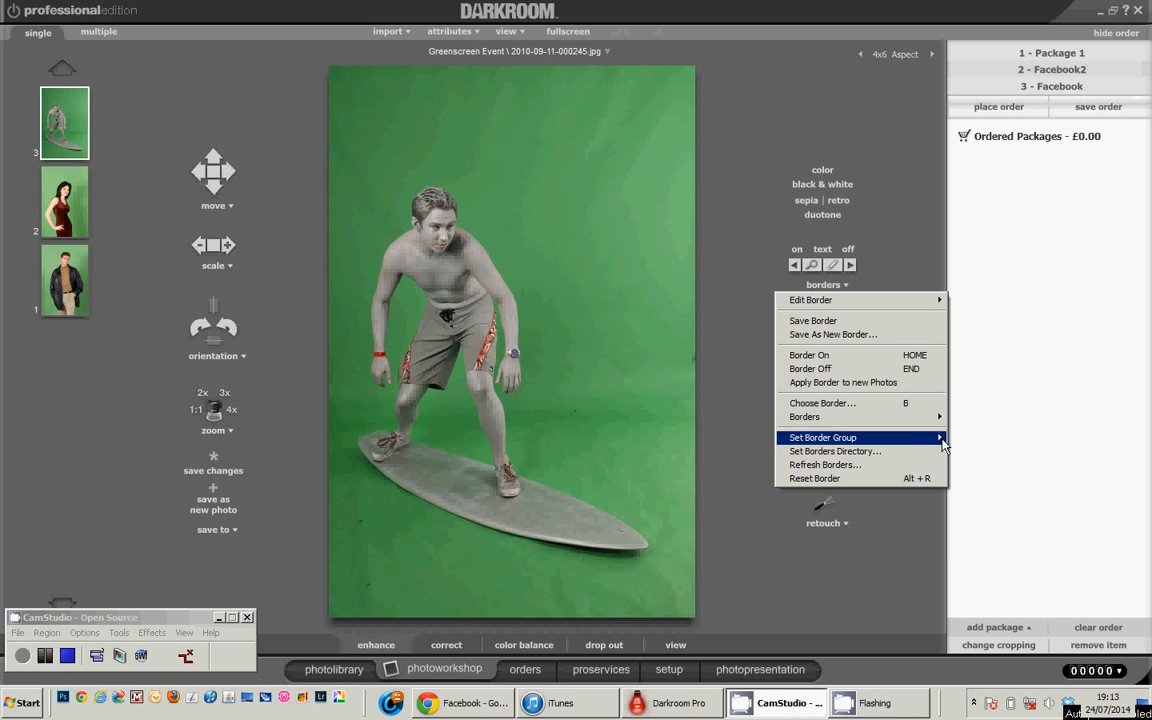 professionaledition
DARKROOM
single
multiple
import
attributes
view
fullscreen
hide order
Greenscreen Event \ 2010-09-11-000245.jpg
4x6 Aspect
1 - Package 1
2 - Facebook2
3 - Facebook
place order
save order
Ordered Packages - £0.00
3
2
1
move
scale
orientation
2x 3x
1:1 4x
zoom
save changes
save as
new photo
save to
color
black & white
sepia | retro
duotone
on text off
borders
Edit Border
Save Border
Save As New Border...
Border On HOME
Border Off END
Apply Border to new Photos
Choose Border... B
Borders
Set Border Group
Set Borders Directory...
Refresh Borders...
Reset Border Alt + R
retouch
CamStudio - Open Source
File Region Options Tools Effects View Help
enhance
correct
color balance
drop out
view
add package
clear order
change cropping
remove item
photolibrary
photoworkshop
orders
proservices
setup
photopresentation
00000
Start
Facebook - Go...
iTunes
Darkroom Pro
CamStudio - ...
Flashing
19:13
24/07/2014